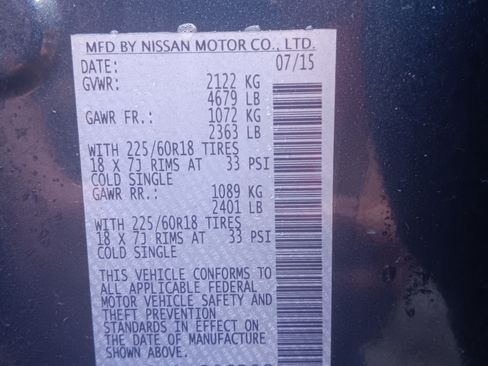 MFD BY NISSAN MOTOR CO., LTD.
DATE: 07/15
GVWR: 2122 KG
4679 LB
GAWR FR.: 1072 KG
2363 LB
WITH 225/60R18 TIRES
18 X 7J RIMS AT 33 PSI
COLD SINGLE
GAWR RR.: 1089 KG
2401 LB
WITH 225/60R18 TIRES
18 X 7J RIMS AT 33 PSI
COLD SINGLE
THIS VEHICLE CONFORMS TO
ALL APPLICABLE FEDERAL
MOTOR VEHICLE SAFETY AND
THEFT PREVENTION
STANDARDS IN EFFECT ON
THE DATE OF MANUFACTURE
SHOWN ABOVE.